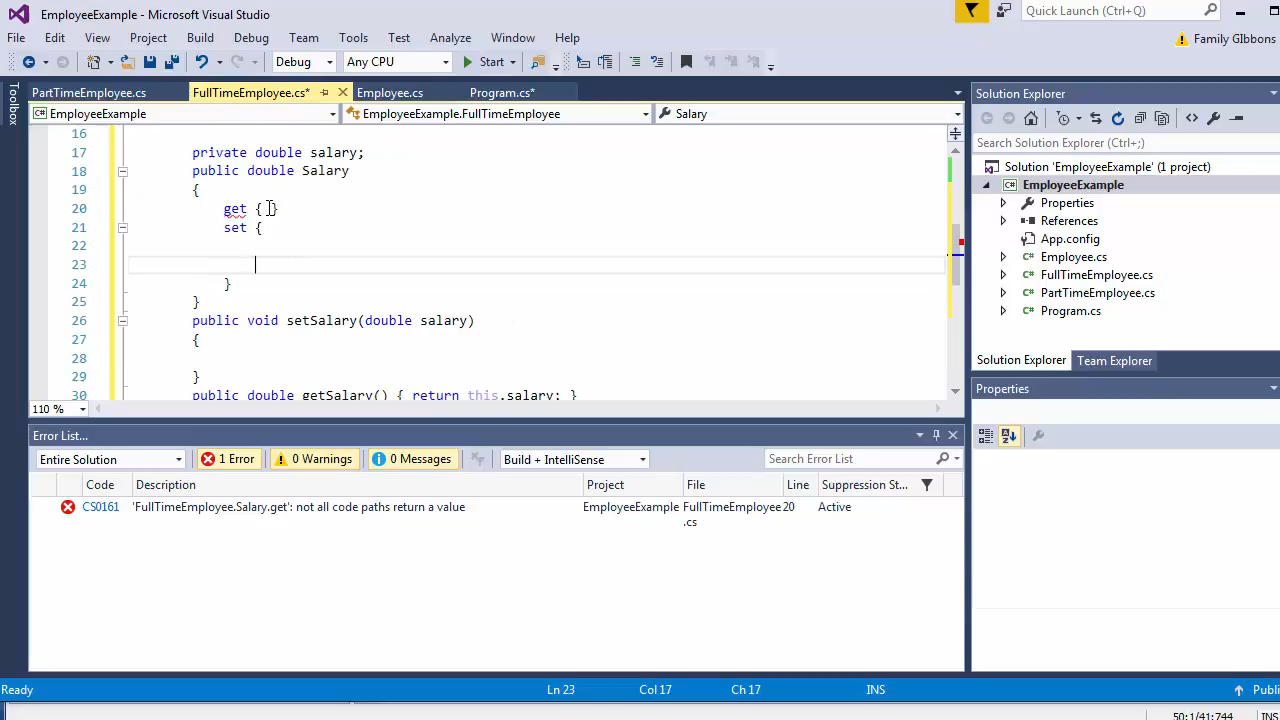 EmployeeExample - Microsoft Visual Studio
Quick Launch (Ctrl+Q)
File Edit View Project Build Debug Team Tools Test Analyze Window Help
Family GIbbons
Debug Any CPU Start
Toolbox
PartTimeEmployee.cs FullTimeEmployee.cs* Employee.cs Program.cs*
EmployeeExample EmployeeExample.FullTimeEmployee Salary
16
17 private double salary;
18 public double Salary
19 {
20 get { }
21 set {
22
23
24 }
25 }
26 public void setSalary(double salary)
27 {
28
29 }
30 public double getSalary() { return this.salary; }
110 %
Solution Explorer
Search Solution Explorer (Ctrl+;)
Solution 'EmployeeExample' (1 project)
EmployeeExample
Properties
References
App.config
Employee.cs
FullTimeEmployee.cs
PartTimeEmployee.cs
Program.cs
Solution Explorer Team Explorer
Properties
Error List...
Entire Solution 1 Error 0 Warnings 0 Messages Build + IntelliSense Search Error List
Code Description Project File Line Suppression St...
CS0161 'FullTimeEmployee.Salary.get': not all code paths return a value EmployeeExample FullTimeEmployee.cs 20 Active
Ready Ln 23 Col 17 Ch 17 INS Publi
50:1/41:744 INS